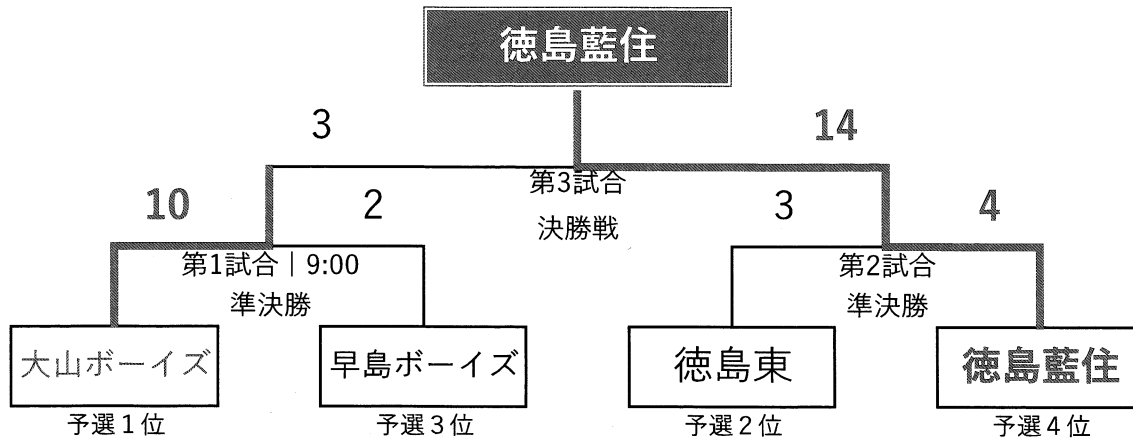 徳島藍住
3
14
第3試合
決勝戦
10
2
3
4
第1試合｜9:00
準決勝
第2試合
準決勝
大山ボーイズ
早島ボーイズ
徳島東
徳島藍住
予選１位
予選３位
予選２位
予選４位